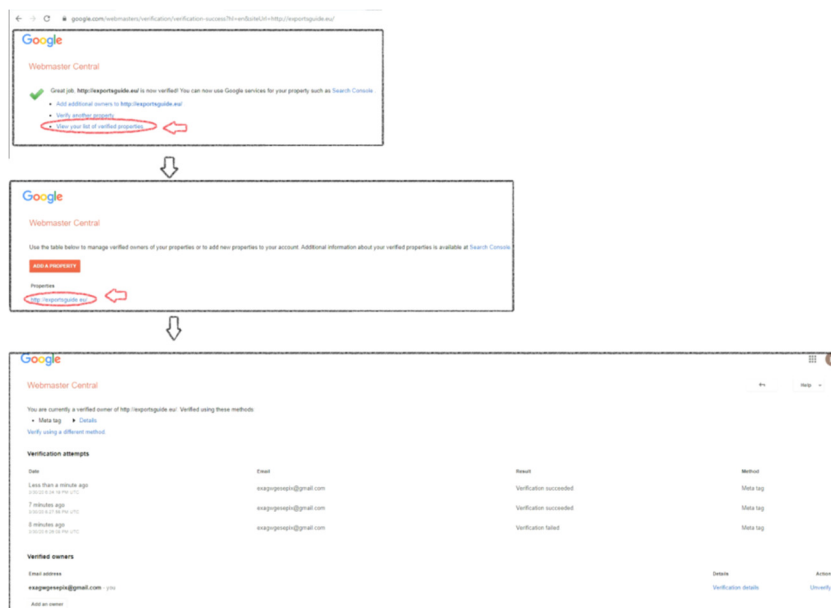 google.com/webmasters/verification/verification-success?hl=en&siteUrl=http://exportsguide.eu/
Google
Webmaster Central
Great job. http://exportsguide.eu/ is now verified! You can now use Google services for your property such as Search Console.
Add additional owners to http://exportsguide.eu/
Verify another property
View your list of verified properties
Google
Webmaster Central
Use the table below to manage verified owners of your properties or to add new properties to your account. Additional information about your verified properties is available at Search Console.
ADD A PROPERTY
Properties
http://exportsguide.eu/
Google
Webmaster Central
Help
You are currently a verified owner of http://exportsguide.eu/. Verified using these methods:
Meta tag Details
Verify using a different method
Verification attempts
Date Email Result Method
Less than a minute ago exagwgesepix@gmail.com Verification succeeded Meta tag
7 minutes ago exagwgesepix@gmail.com Verification succeeded Meta tag
8 minutes ago exagwgesepix@gmail.com Verification failed Meta tag
Verified owners
Email address Details Action
exagwgesepix@gmail.com - you Verification details Unverify
Add an owner